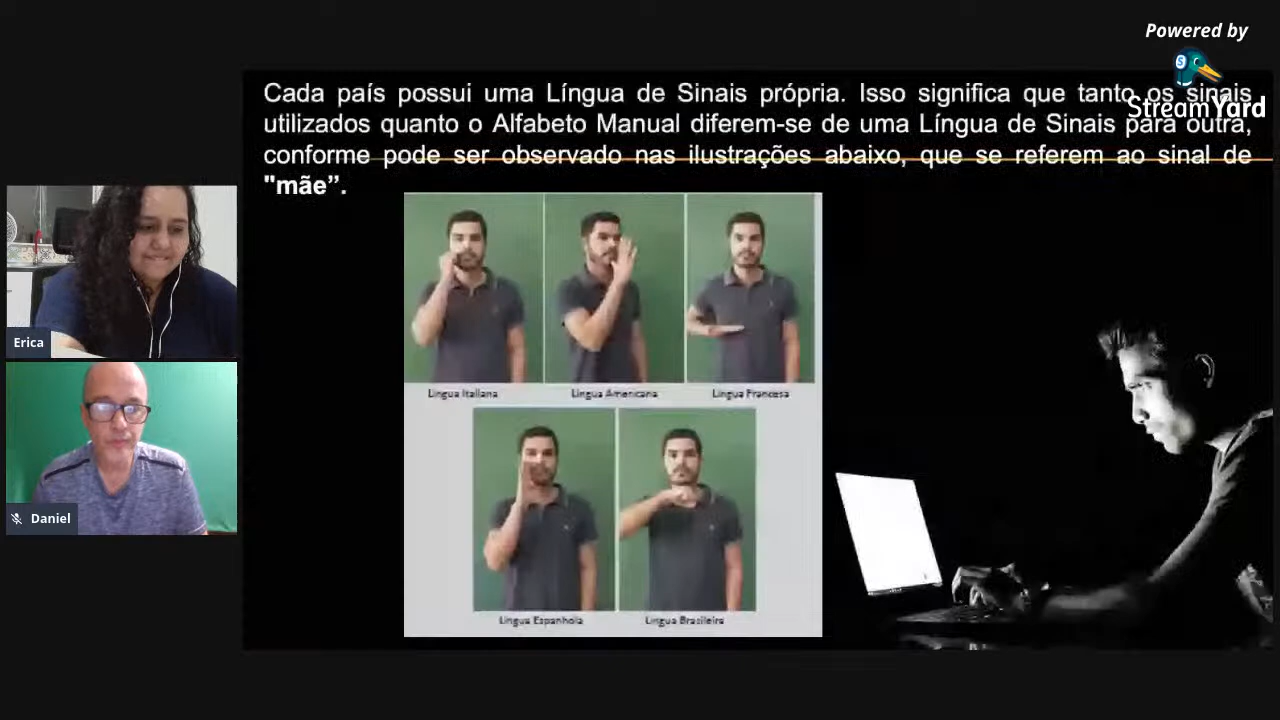 Powered by
StreamYard
Cada país possui uma Língua de Sinais própria. Isso significa que tanto os sinais
utilizados quanto o Alfabeto Manual diferem-se de uma Língua de Sinais para outra,
conforme pode ser observado nas ilustrações abaixo, que se referem ao sinal de
"mãe”.
Erica
Daniel
Língua Italiana
Língua Americana
Língua Francesa
Língua Espanhola
Língua Brasileira